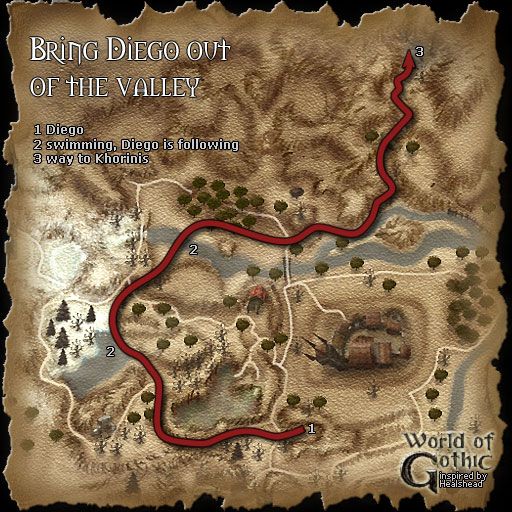 Bring Diego out
of the valley
1 Diego
2 swimming, Diego is following
3 way to Khorinis
3
2
2
1
World of
Gothic
inspired by
Healshead